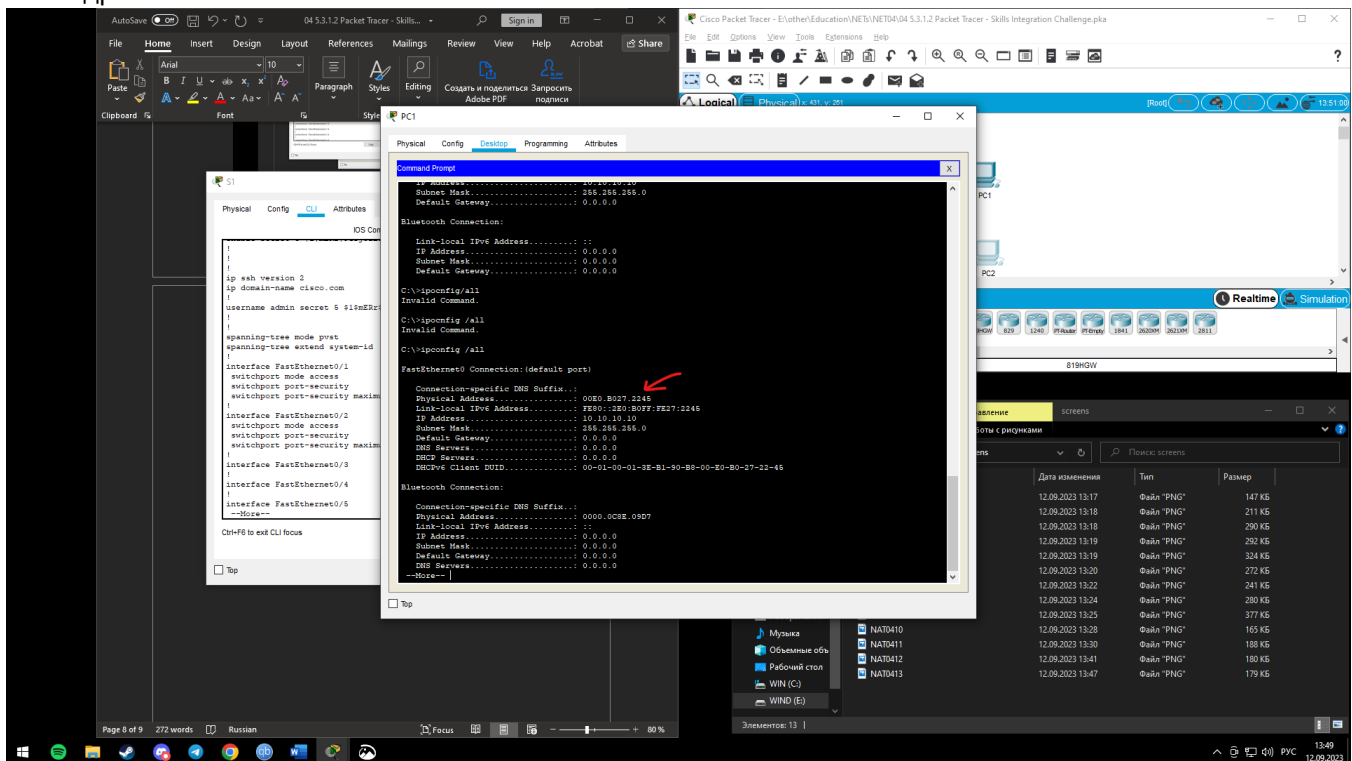 AutoSave Off
04 5.3.1.2 Packet Tracer - Skills...
Sign in
File Home Insert Design Layout References Mailings Review View Help Acrobat Share
Paste
Arial 10
Paragraph
Styles
Editing
Создать и поделиться Adobe PDF
Запросить подписи
Clipboard Font Style
Cisco Packet Tracer - E:\other\Education\NETs\NET04\04 5.3.1.2 Packet Tracer - Skills Integration Challenge.pka
File Edit Options View Tools Extensions Help
Logical Physical x: 431, y: 261
[Root] 13:51:00
PC1
PC2
Realtime Simulation
HGW 829 1240 PT-Router PT-Empty 1841 2620XM 2621XM 2811
819HGW
S1
Physical Config CLI Attributes
IOS Com
!
!
!
ip ssh version 2
ip domain-name cisco.com
!
username admin secret 5 $1$mERr$
!
!
spanning-tree mode pvst
spanning-tree extend system-id
!
interface FastEthernet0/1
switchport mode access
switchport port-security
switchport port-security maxim
!
interface FastEthernet0/2
switchport mode access
switchport port-security
switchport port-security maxim
!
interface FastEthernet0/3
!
interface FastEthernet0/4
!
interface FastEthernet0/5
--More--
Ctrl+F6 to exit CLI focus
Top
PC1
Physical Config Desktop Programming Attributes
Command Prompt X
IP Address......................: 10.10.10.10
Subnet Mask.....................: 255.255.255.0
Default Gateway.................: 0.0.0.0
Bluetooth Connection:
Link-local IPv6 Address.........: ::
IP Address......................: 0.0.0.0
Subnet Mask.....................: 0.0.0.0
Default Gateway.................: 0.0.0.0
C:\>ipocnfig/all
Invalid Command.
C:\>ipocnfig /all
Invalid Command.
C:\>ipconfig /all
FastEthernet0 Connection:(default port)
Connection-specific DNS Suffix..:
Physical Address................: 00E0.B027.2245
Link-local IPv6 Address.........: FE80::2E0:B0FF:FE27:2245
IP Address......................: 10.10.10.10
Subnet Mask.....................: 255.255.255.0
Default Gateway.................: 0.0.0.0
DNS Servers.....................: 0.0.0.0
DHCP Servers....................: 0.0.0.0
DHCPv6 Client DUID..............: 00-01-00-01-3E-B1-90-B8-00-E0-B0-27-22-45
Bluetooth Connection:
Connection-specific DNS Suffix..:
Physical Address................: 0000.0C8E.09D7
Link-local IPv6 Address.........: ::
IP Address......................: 0.0.0.0
Subnet Mask.....................: 0.0.0.0
Default Gateway.................: 0.0.0.0
DNS Servers.....................: 0.0.0.0
--More--
Top
авление screens
боты с рисунками
ens Поиск: screens
Дата изменения Тип Размер
12.09.2023 13:17 Файл "PNG" 147 КБ
12.09.2023 13:18 Файл "PNG" 211 КБ
12.09.2023 13:18 Файл "PNG" 290 КБ
12.09.2023 13:19 Файл "PNG" 292 КБ
12.09.2023 13:19 Файл "PNG" 324 КБ
12.09.2023 13:20 Файл "PNG" 272 КБ
12.09.2023 13:22 Файл "PNG" 241 КБ
12.09.2023 13:24 Файл "PNG" 280 КБ
12.09.2023 13:25 Файл "PNG" 377 КБ
Музыка NAT0410 12.09.2023 13:28 Файл "PNG" 165 КБ
Объемные объ NAT0411 12.09.2023 13:30 Файл "PNG" 188 КБ
Рабочий стол NAT0412 12.09.2023 13:41 Файл "PNG" 180 КБ
WIN (C:) NAT0413 12.09.2023 13:47 Файл "PNG" 179 КБ
WIND (E:)
Элементов: 13
Page 8 of 9 272 words Russian Focus 80 %
РУС 13:49
12.09.2023